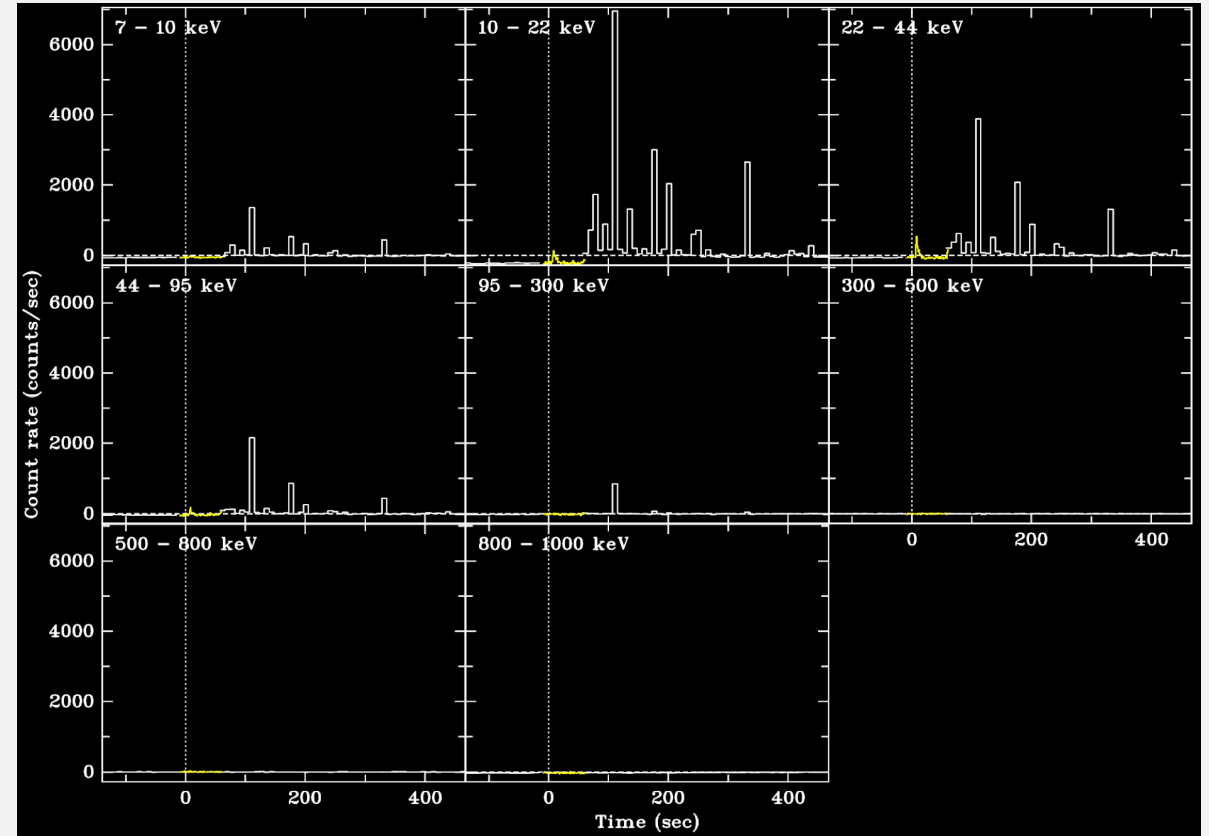 7 - 10 keV
10 - 22 keV
22 - 44 keV
6000
4000
2000
0
44 - 95 keV
95 - 300 keV
300 - 500 keV
6000
4000
2000
0
0 200 400
500 - 800 keV
800 - 1000 keV
6000
4000
2000
0
0 200 400
0 200 400
Count rate (counts/sec)
Time (sec)